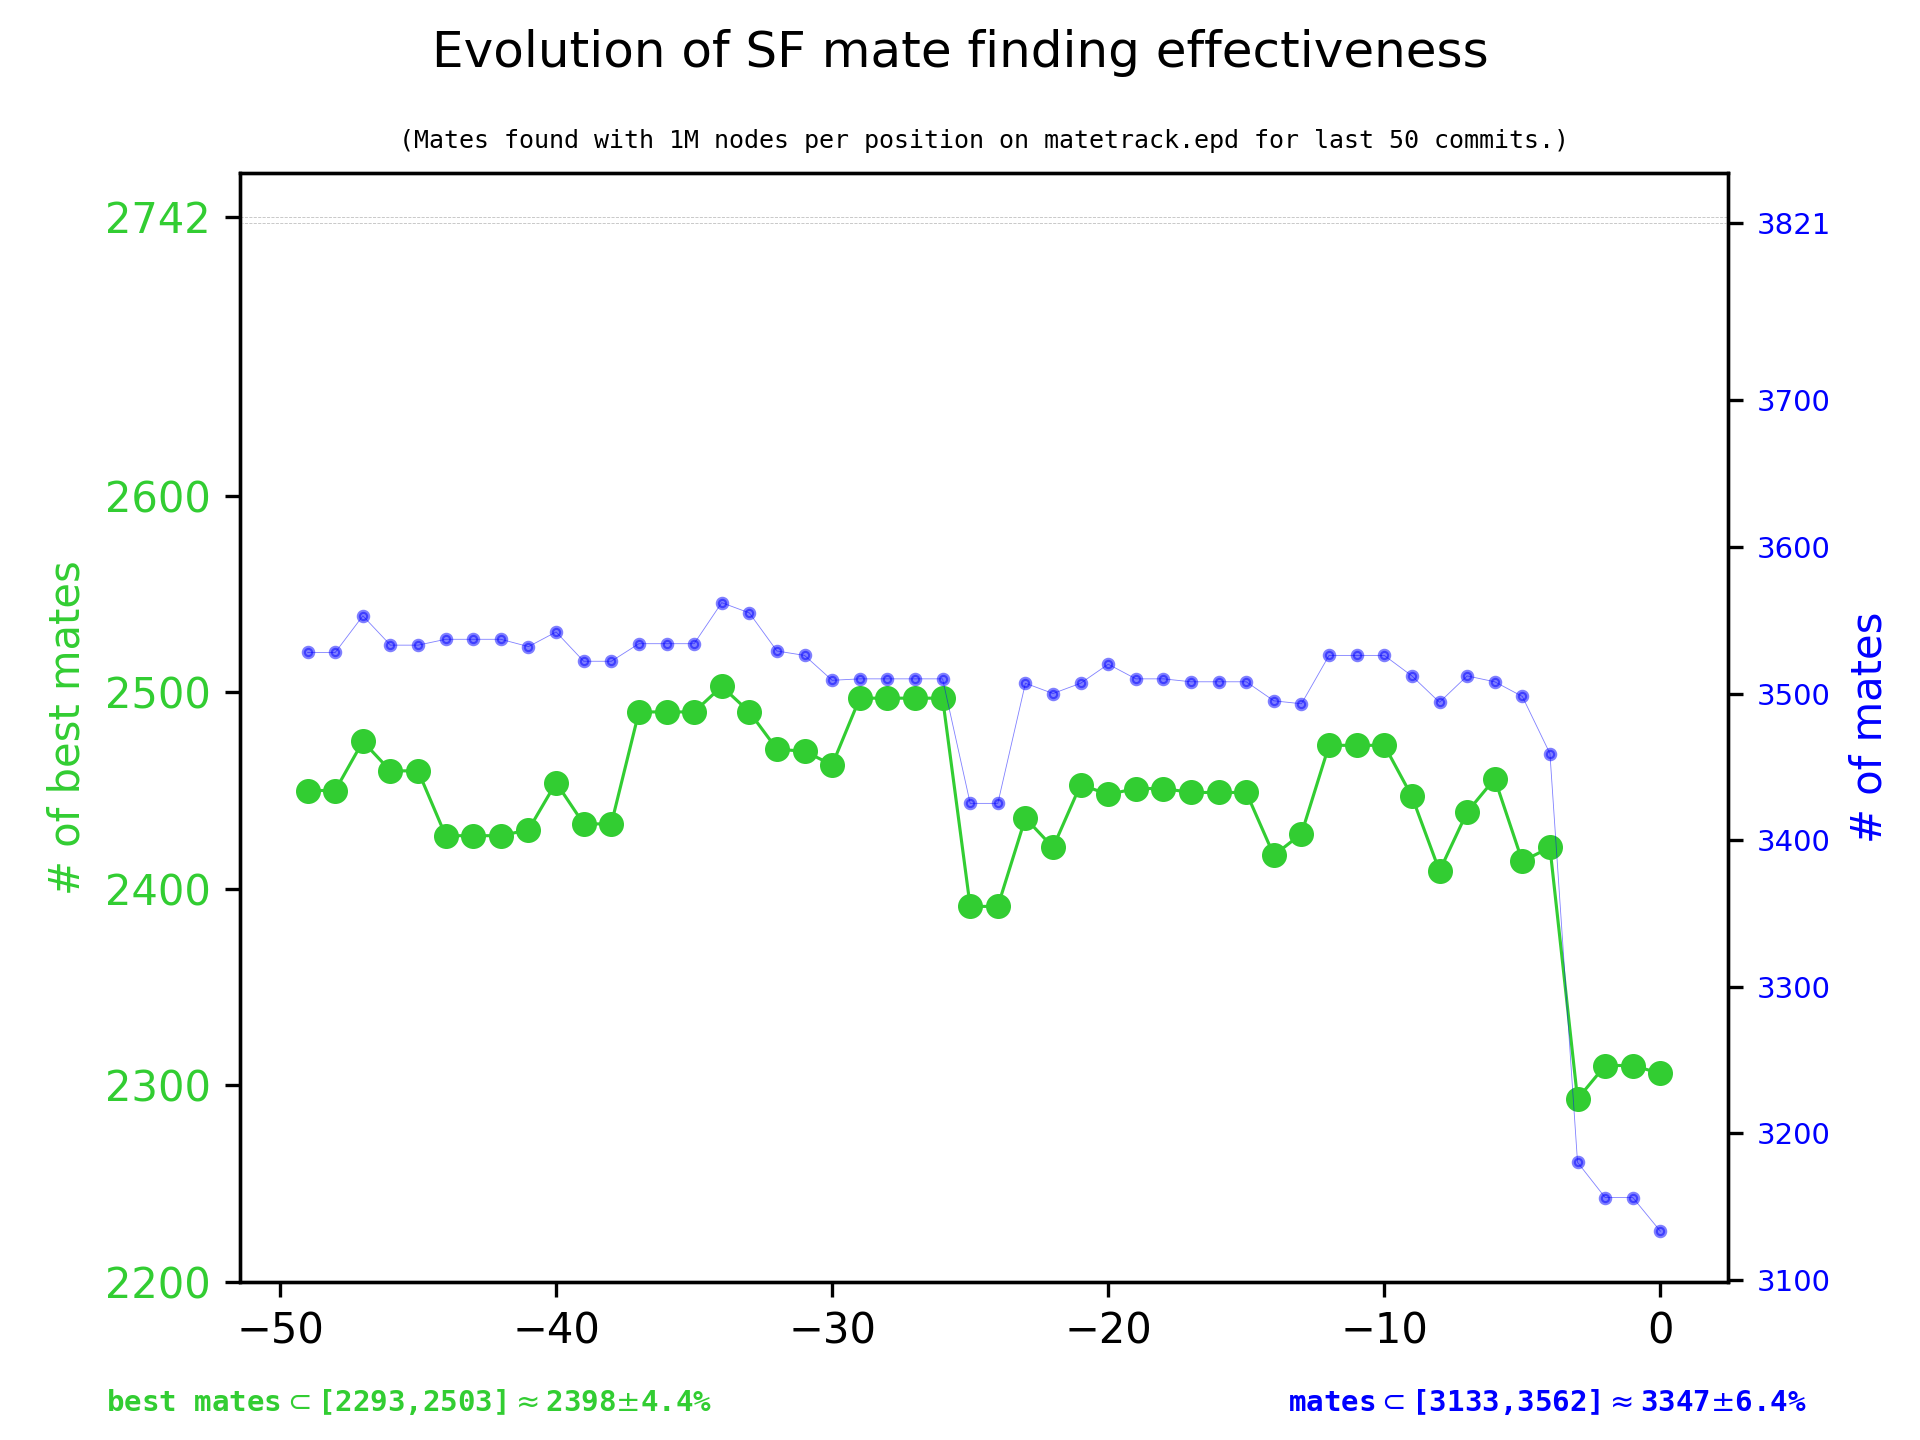 Evolution of SF mate finding effectiveness
(Mates found with 1M nodes per position on matetrack.epd for last 50 commits.)
# of best mates
2742
2600
2500
2400
2300
2200
3821
3700
3600
3500
3400
3300
3200
3100
# of mates
−50 −40 −30 −20 −10 0
best mates⊂[2293,2503]≈2398±4.4%
mates⊂[3133,3562]≈3347±6.4%